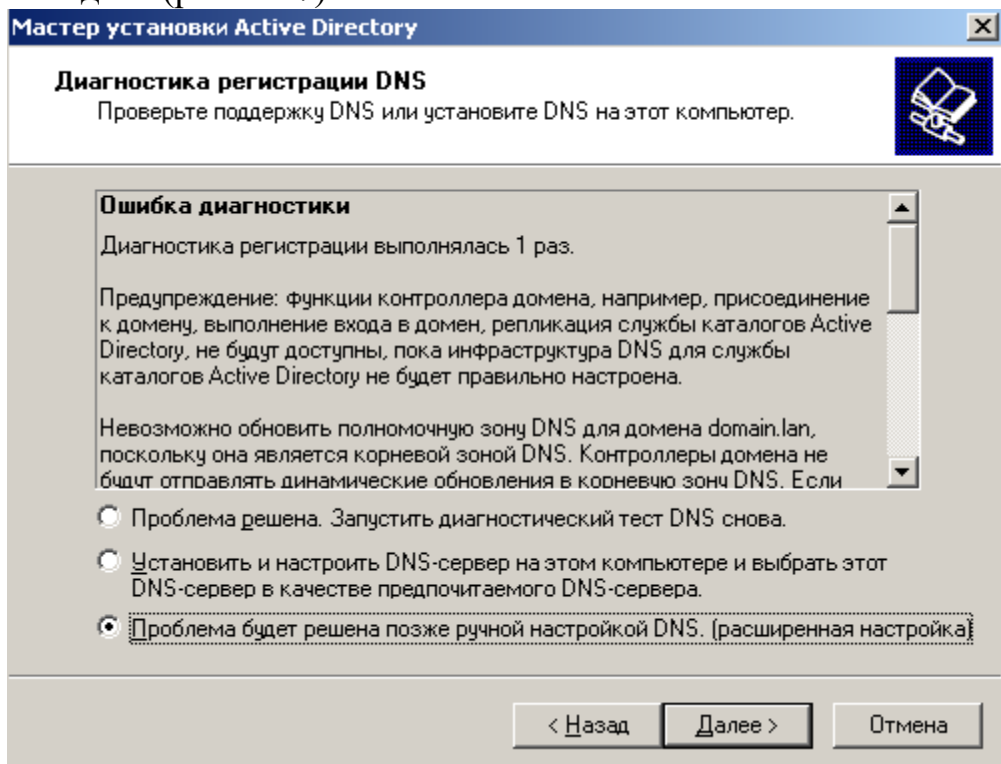 Мастер установки Active Directory
Диагностика регистрации DNS
Проверьте поддержку DNS или установите DNS на этот компьютер.
Ошибка диагностики
Диагностика регистрации выполнялась 1 раз.
Предупреждение: функции контроллера домена, например, присоединение
к домену, выполнение входа в домен, репликация службы каталогов Active
Directory, не будут доступны, пока инфраструктура DNS для службы
каталогов Active Directory не будет правильно настроена.
Невозможно обновить полномочную зону DNS для домена domain.lan,
поскольку она является корневой зоной DNS. Контроллеры домена не
будут отправлять динамические обновления в корневую зону DNS. Если
Проблема решена. Запустить диагностический тест DNS снова.
Установить и настроить DNS-сервер на этом компьютере и выбрать этот
DNS-сервер в качестве предпочитаемого DNS-сервера.
Проблема будет решена позже ручной настройкой DNS. (расширенная настройка)
< Назад Далее > Отмена